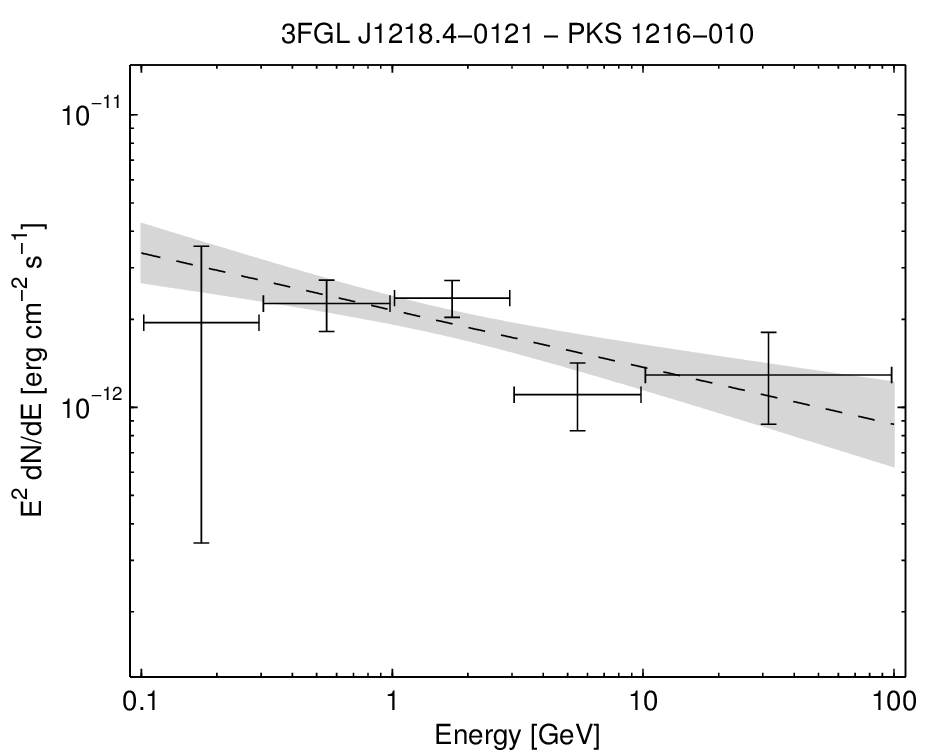 3FGL J1218.4−0121 − PKS 1216−010
10⁻¹¹
10⁻¹²
E² dN/dE [erg cm⁻² s⁻¹]
0.1 1 10 100
Energy [GeV]